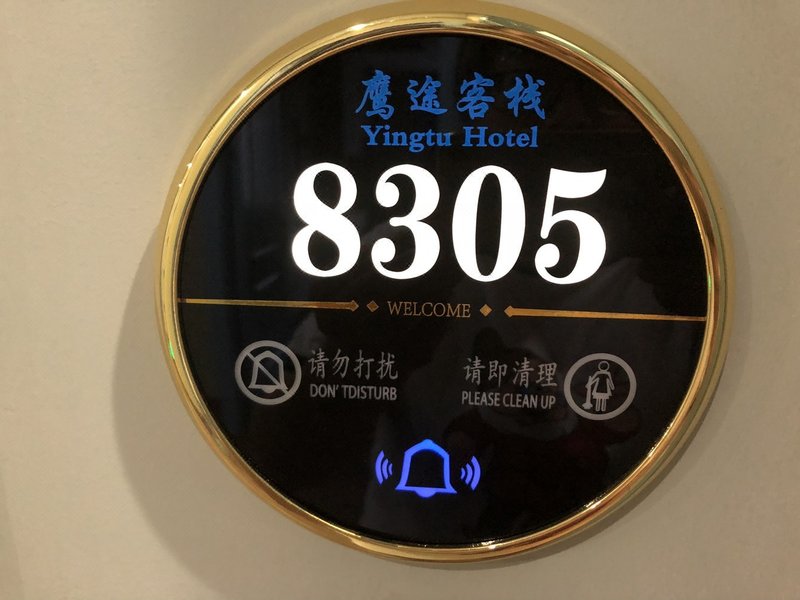 鹰途客栈
Yingtu Hotel
8305
WELCOME
请勿打扰
DON' TDISTURB
请即清理
PLEASE CLEAN UP